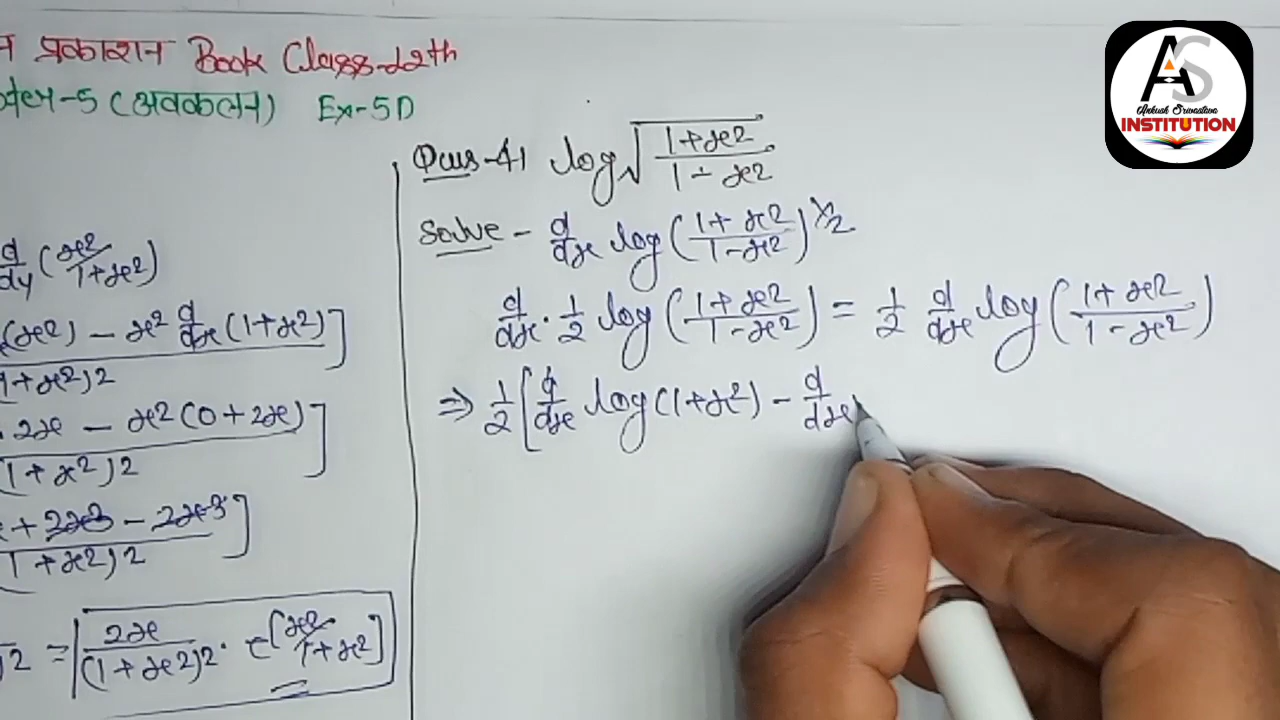 न प्रकाशन Book Class-12th
pter-5 (अवकलन) Ex-5D
d/dy (x²/1+x²)
(x²) - x² d/dx (1+x²)]
(1+x²)2
. 2x - x² (0+2x)]
(1+x²)2
+ 2x3 - 2x3]
(1+x²)2
2 = 2x/(1+x²)2 . e[x2/1+x2]
Ques-41 log√(1+x²/1-x²)
Solve - d/dx log(1+x²/1-x²)^1/2
d/dx . 1/2 log(1+x²/1-x²) = 1/2 d/dx log(1+x²/1-x²)
⇒ 1/2 [d/dx log(1+x²) - d/dx
AS
Ankush Srivastava
INSTITUTION